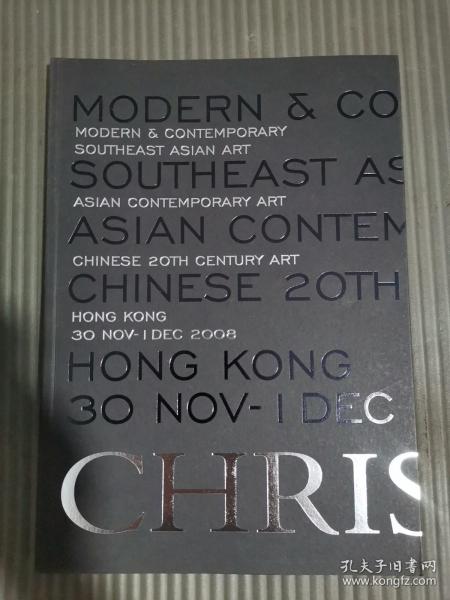 MODERN & CO
MODERN & CONTEMPORARY
SOUTHEAST ASIAN ART
SOUTHEAST AS
ASIAN CONTEMPORARY ART
ASIAN CONTEM
CHINESE 20TH CENTURY ART
CHINESE 20TH
HONG KONG
30 NOV-1 DEC 2008
HONG KONG
30 NOV-1 DEC
CHRIS
孔夫子旧书网
www.kongfz.com